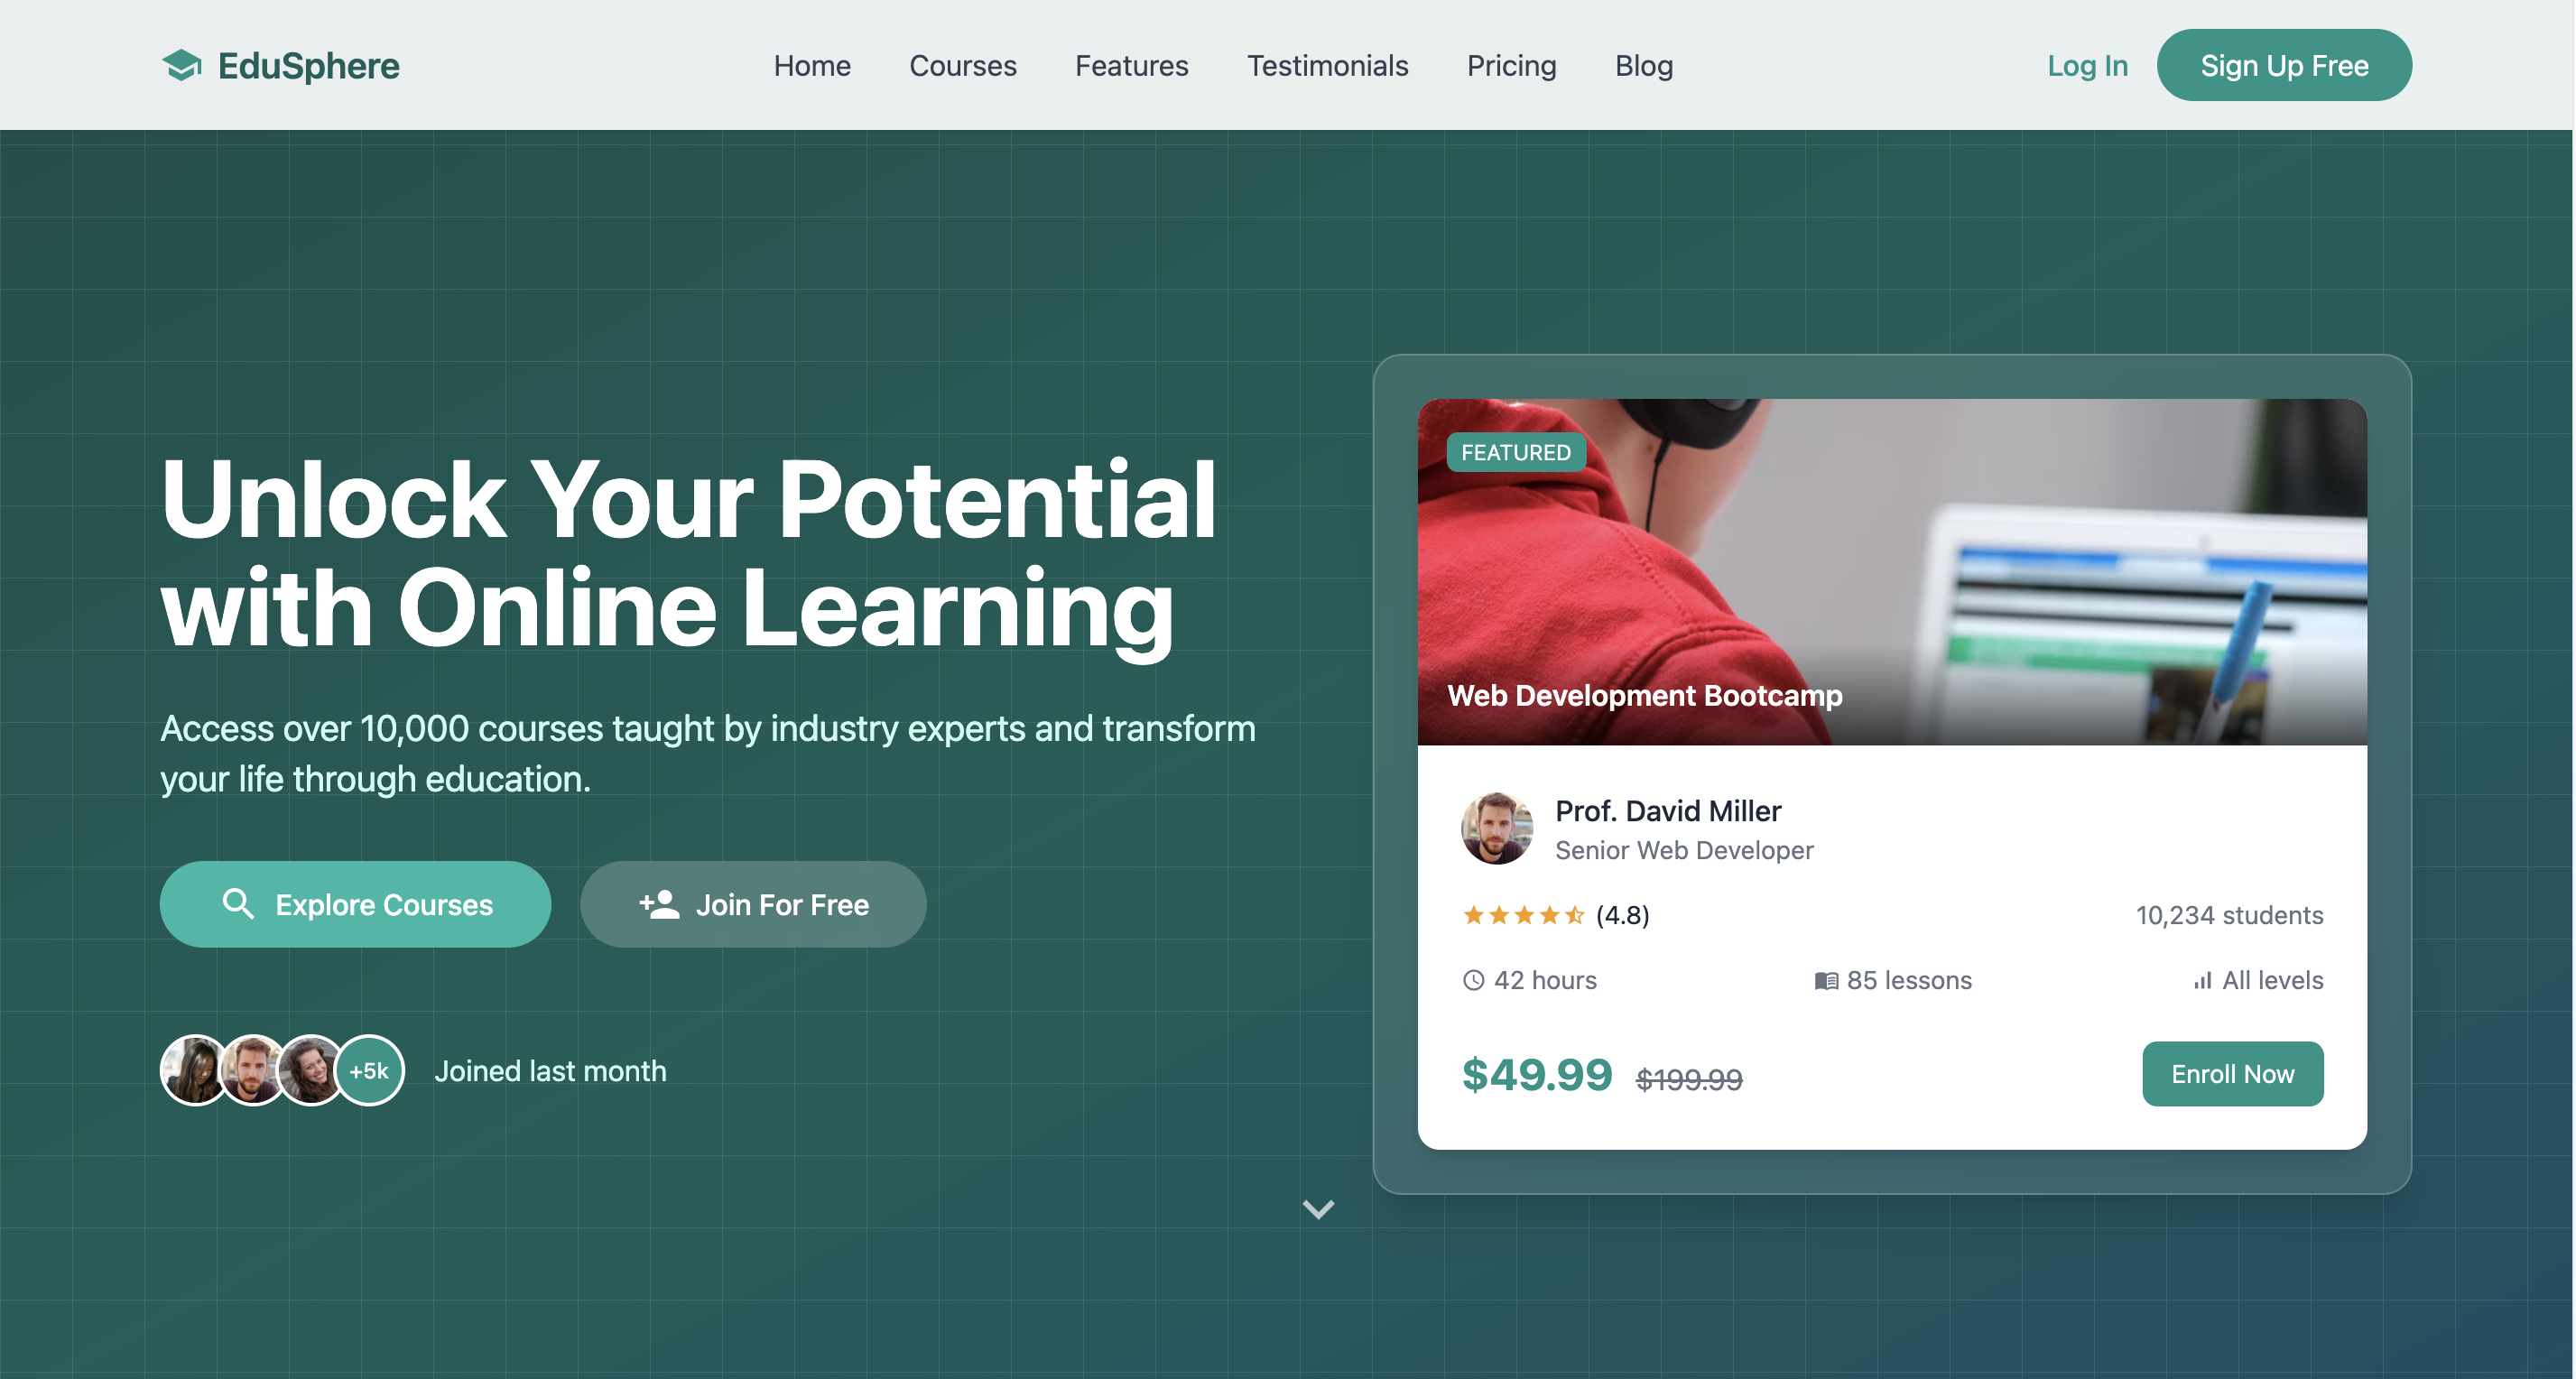 EduSphere
Home
Courses
Features
Testimonials
Pricing
Blog
Log In
Sign Up Free
Unlock Your Potential
with Online Learning
Access over 10,000 courses taught by industry experts and transform
your life through education.
Explore Courses
Join For Free
+5k
Joined last month
FEATURED
Web Development Bootcamp
Prof. David Miller
Senior Web Developer
(4.8)
10,234 students
42 hours
85 lessons
All levels
$49.99
$199.99
Enroll Now